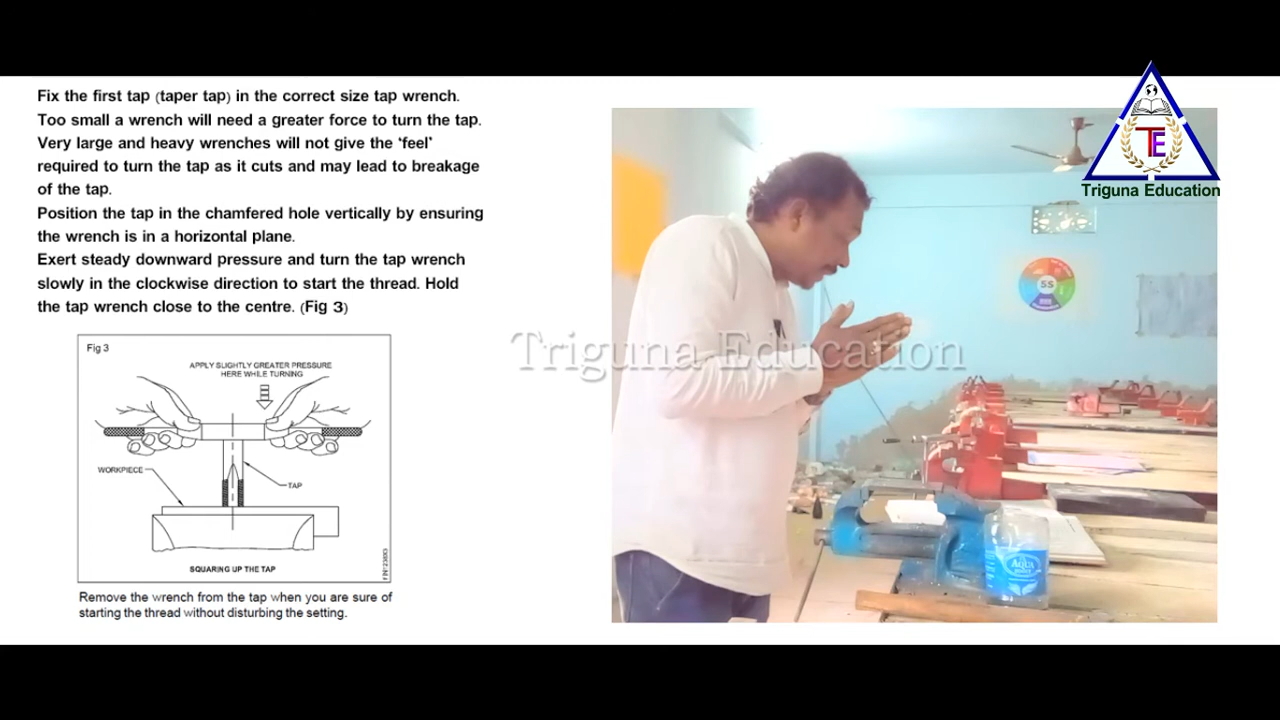 Fix the first tap (taper tap) in the correct size tap wrench.
Too small a wrench will need a greater force to turn the tap.
Very large and heavy wrenches will not give the ‘feel’
required to turn the tap as it cuts and may lead to breakage
of the tap.
Position the tap in the chamfered hole vertically by ensuring
the wrench is in a horizontal plane.
Exert steady downward pressure and turn the tap wrench
slowly in the clockwise direction to start the thread. Hold
the tap wrench close to the centre. (Fig 3)
Fig 3
APPLY SLIGHTLY GREATER PRESSURE
HERE WHILE TURNING
WORKPIECE
TAP
SQUARING UP THE TAP
Remove the wrench from the tap when you are sure of
starting the thread without disturbing the setting.
TE
Triguna Education
Triguna Education
5S
AQUA